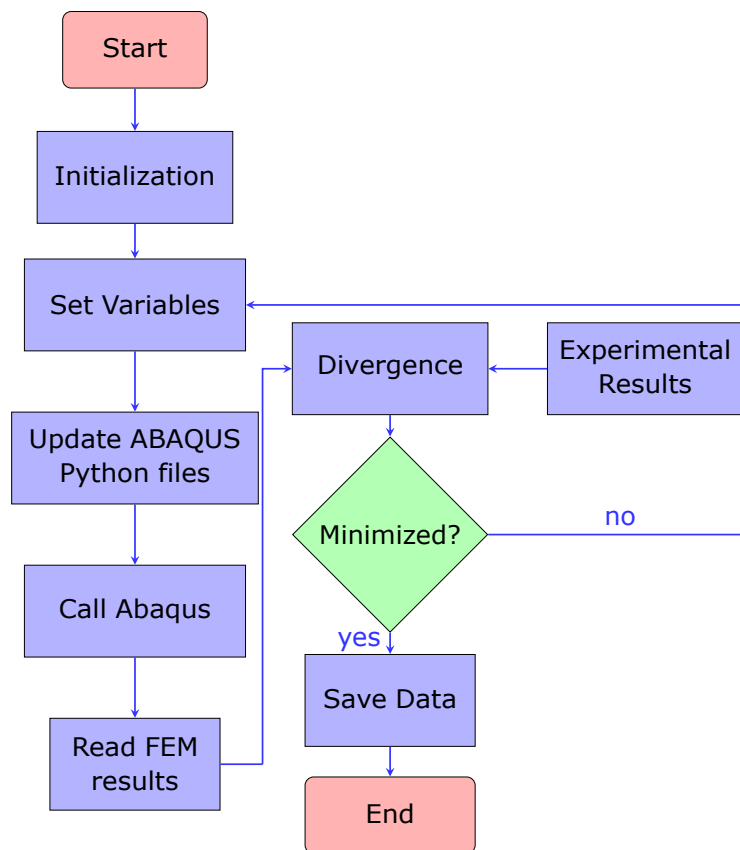 Start
Initialization
Set Variables
Update ABAQUS
Python files
Call Abaqus
Read FEM
results
Divergence
Experimental
Results
Minimized?
no
yes
Save Data
End